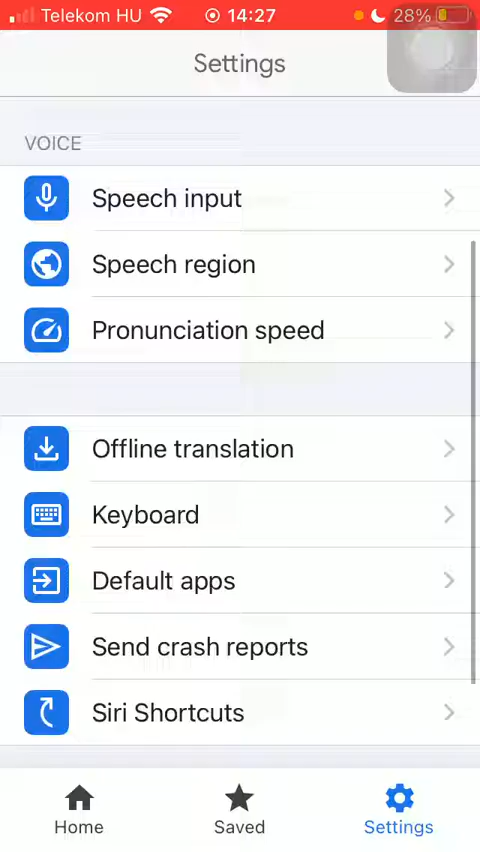 Telekom HU 14:27 28%
Settings
VOICE
Speech input
Speech region
Pronunciation speed
Offline translation
Keyboard
Default apps
Send crash reports
Siri Shortcuts
Home Saved Settings